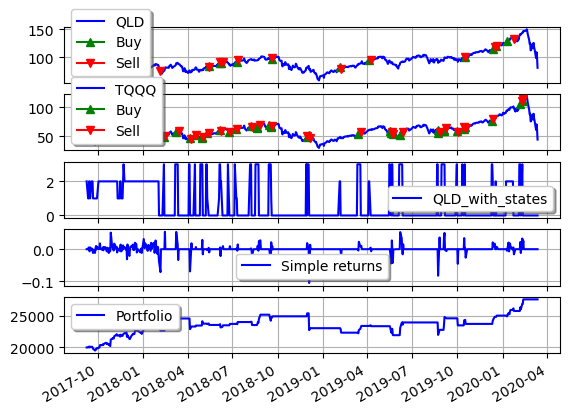 150
100
QLD
Buy
Sell
100
50
TQQQ
Buy
Sell
2
0
QLD_with_states
0.0
−0.1
Simple returns
25000
20000
Portfolio
2017-10
2018-01
2018-04
2018-07
2018-10
2019-01
2019-04
2019-07
2019-10
2020-01
2020-04